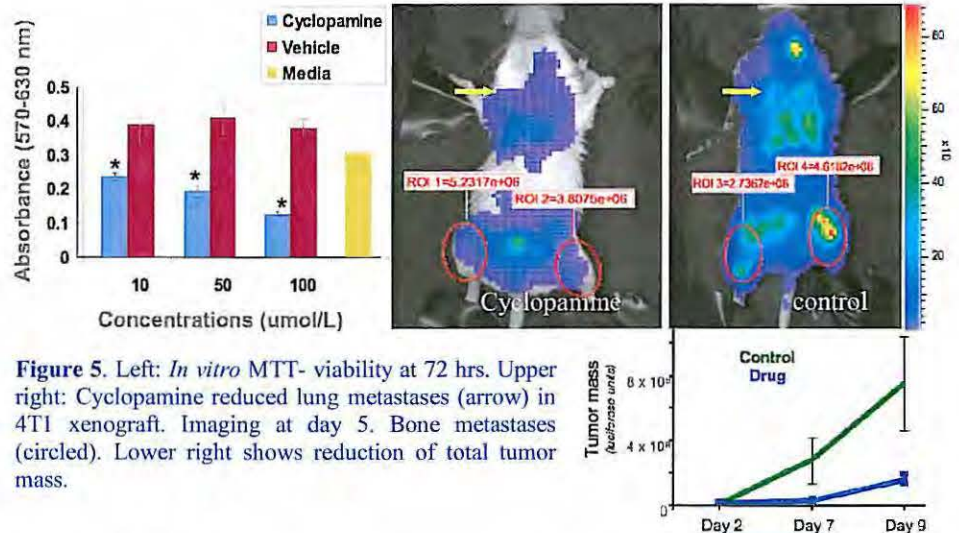 Cyclopamine
Vehicle
Media
Absorbance (570-630 nm)
0.5
0.4
0.3
0.2
0.1
0
*
*
*
10
50
100
Concentrations (umol/L)
ROI 1=5.2317e+06
ROI 2=3.8075e+06
Cyclopamine
ROI 4=4.6182e+06
ROI 3=2.7367e+06
control
80
60
40
20
x10
Figure 5. Left: In vitro MTT- viability at 72 hrs. Upper
right: Cyclopamine reduced lung metastases (arrow) in
4T1 xenograft. Imaging at day 5. Bone metastases
(circled). Lower right shows reduction of total tumor
mass.
Control
Drug
Tumor mass
(luciferase units)
0
Day 2
Day 7
Day 9